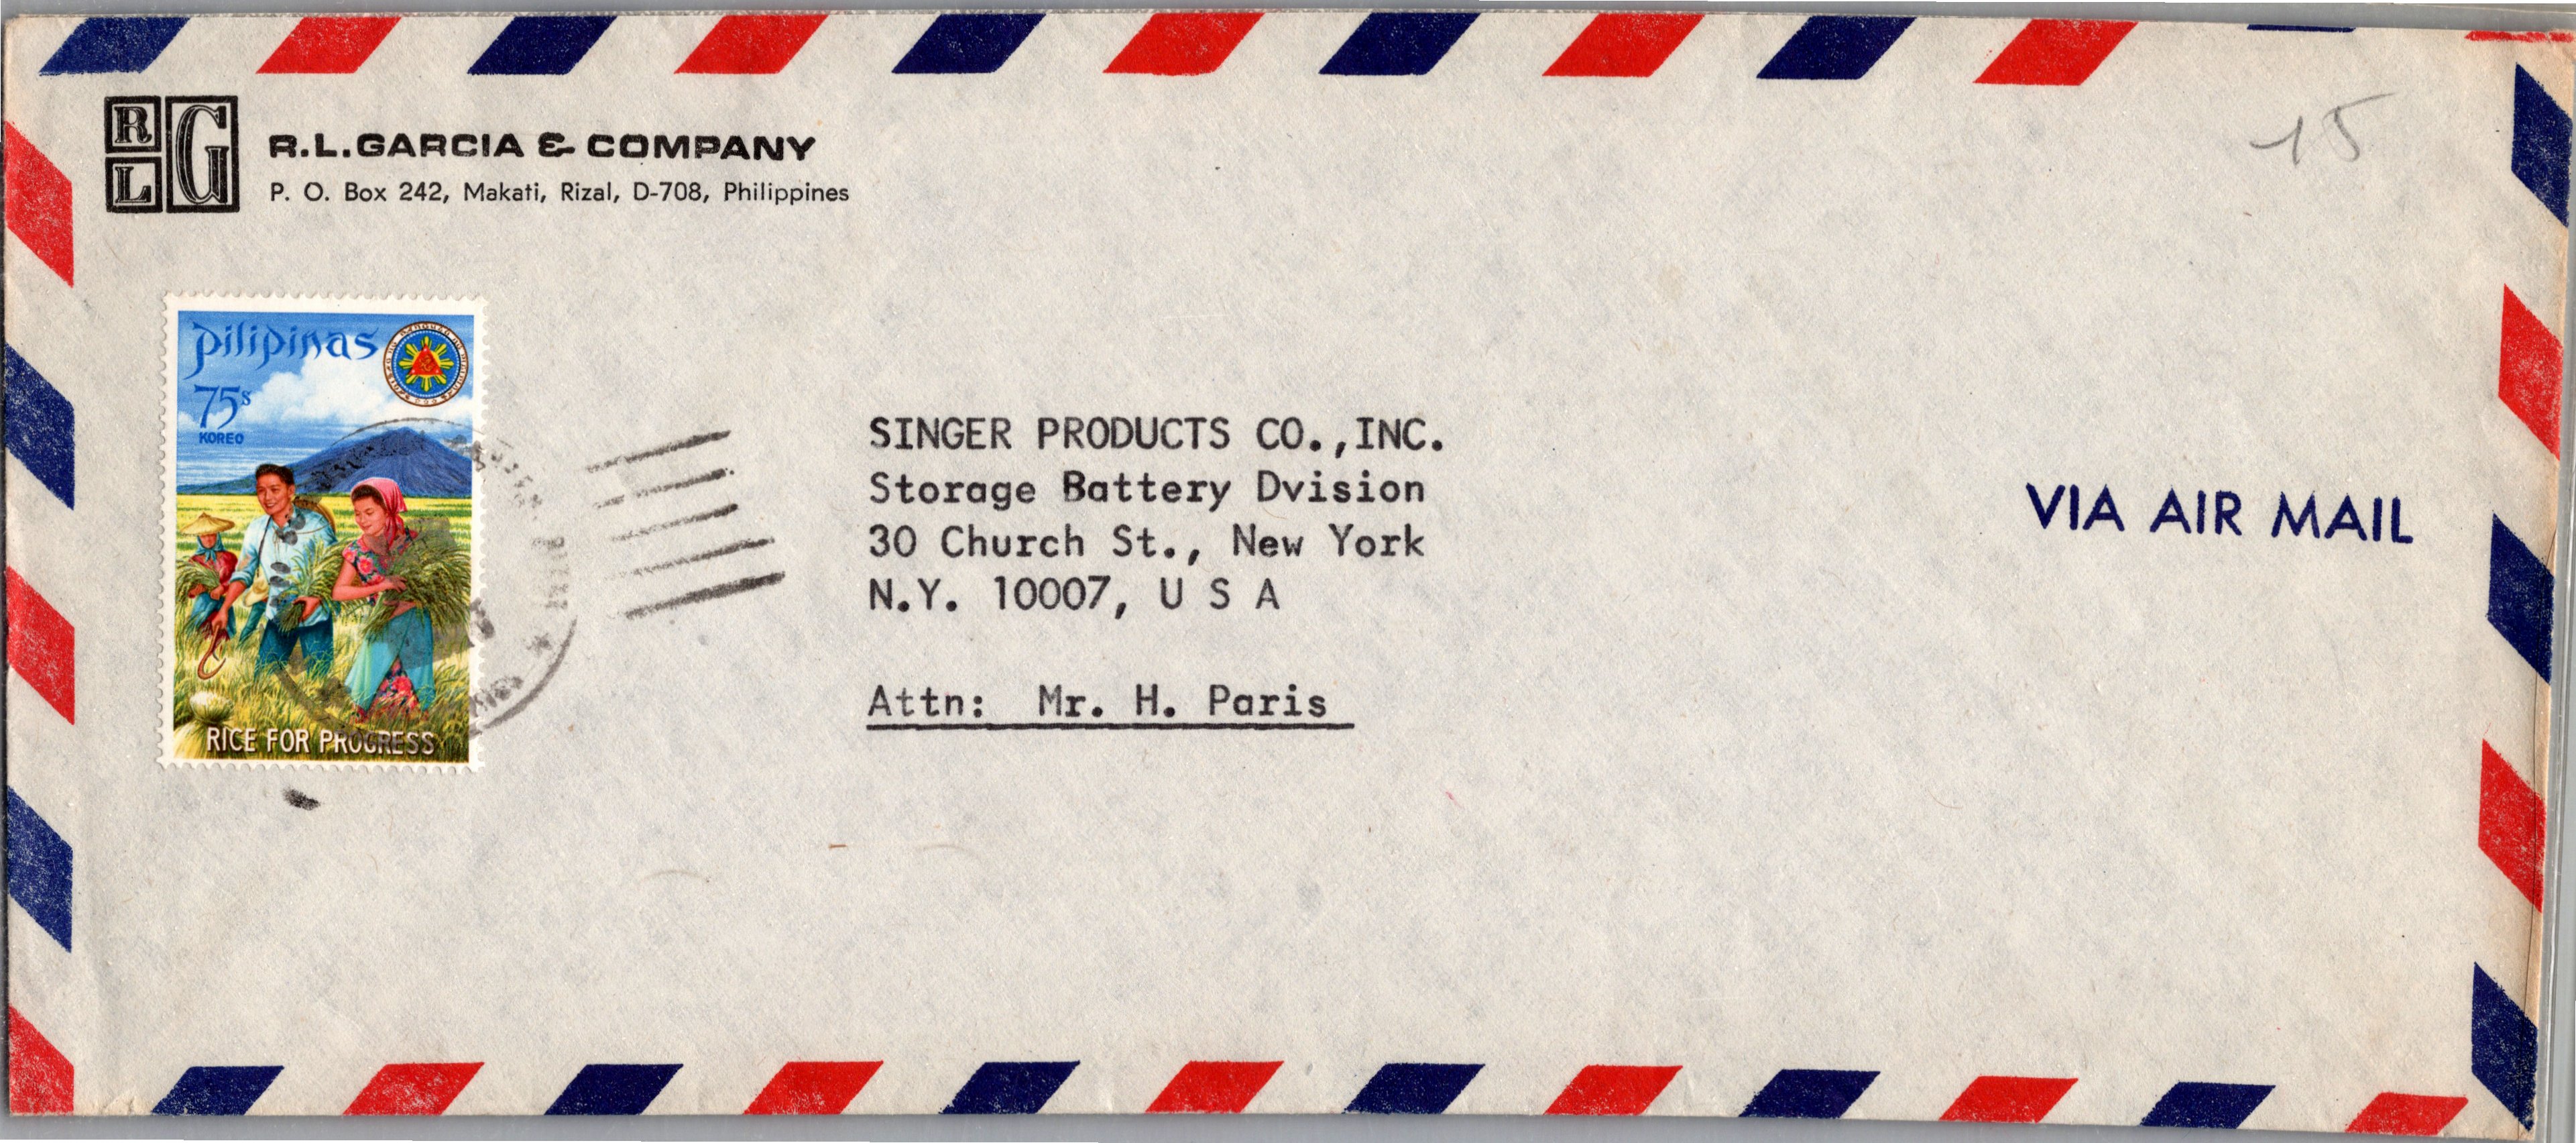 R
L
G
R.L.GARCIA & COMPANY
P. O. Box 242, Makati, Rizal, D-708, Philippines
15
pilipinas
75s
KOREO
RICE FOR PROGRESS
SINGER PRODUCTS CO.,INC.
Storage Battery Dvision
30 Church St., New York
N.Y. 10007, U S A
Attn: Mr. H. Paris
VIA AIR MAIL